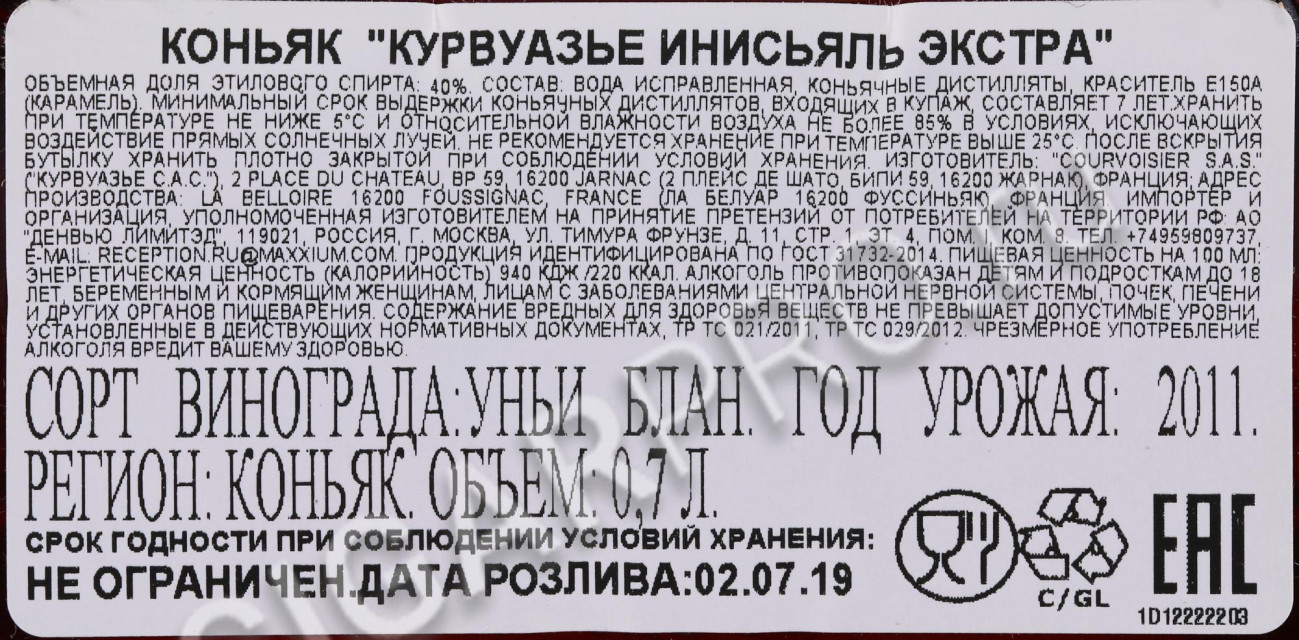 КОНЬЯК "КУРВУАЗЬЕ ИНИСЬЯЛЬ ЭКСТРА"
ОБЪЕМНАЯ ДОЛЯ ЭТИЛОВОГО СПИРТА: 40%. СОСТАВ: ВОДА ИСПРАВЛЕННАЯ, КОНЬЯЧНЫЕ ДИСТИЛЛЯТЫ, КРАСИТЕЛЬ Е150А
(КАРАМЕЛЬ). МИНИМАЛЬНЫЙ СРОК ВЫДЕРЖКИ КОНЬЯЧНЫХ ДИСТИЛЛЯТОВ, ВХОДЯЩИХ В КУПАЖ, СОСТАВЛЯЕТ 7 ЛЕТ.ХРАНИТЬ
ПРИ ТЕМПЕРАТУРЕ НЕ НИЖЕ 5°С И ОТНОСИТЕЛЬНОЙ ВЛАЖНОСТИ ВОЗДУХА НЕ БОЛЕЕ 85% В УСЛОВИЯХ, ИСКЛЮЧАЮЩИХ
ВОЗДЕЙСТВИЕ ПРЯМЫХ СОЛНЕЧНЫХ ЛУЧЕЙ. НЕ РЕКОМЕНДУЕТСЯ ХРАНЕНИЕ ПРИ ТЕМПЕРАТУРЕ ВЫШЕ 25°С. ПОСЛЕ ВСКРЫТИЯ
БУТЫЛКУ ХРАНИТЬ ПЛОТНО ЗАКРЫТОЙ ПРИ СОБЛЮДЕНИИ УСЛОВИЙ ХРАНЕНИЯ. ИЗГОТОВИТЕЛЬ: "COURVOISIER S.A.S."
("КУРВУАЗЬЕ С.А.С."), 2 PLACE DU CHATEAU, BP 59, 16200 JARNAC (2 ПЛЕЙС ДЕ ШАТО, БИПИ 59, 16200 ЖАРНАК), ФРАНЦИЯ; АДРЕС
ПРОИЗВОДСТВА: LA BELLOIRE 16200 FOUSSIGNAC, FRANCE (ЛА БЕЛУАР 16200 ФУССИНЬЯК), ФРАНЦИЯ, ИМПОРТЕР И
ОРГАНИЗАЦИЯ, УПОЛНОМОЧЕННАЯ ИЗГОТОВИТЕЛЕМ НА ПРИНЯТИЕ ПРЕТЕНЗИЙ ОТ ПОТРЕБИТЕЛЕЙ НА ТЕРРИТОРИИ РФ: АО
"ДЕНВЬЮ ЛИМИТЭД", 119021, РОССИЯ, Г. МОСКВА, УЛ. ТИМУРА ФРУНЗЕ, Д. 11, СТР. 1, ЭТ. 4, ПОМ. I, КОМ. 8, ТЕЛ. +74959809737,
E-MAIL: RECEPTION.RU@MAXXIUM.COM. ПРОДУКЦИЯ ИДЕНТИФИЦИРОВАНА ПО ГОСТ 31732-2014. ПИЩЕВАЯ ЦЕННОСТЬ НА 100 МЛ:
ЭНЕРГЕТИЧЕСКАЯ ЦЕННОСТЬ (КАЛОРИЙНОСТЬ) 940 КДЖ /220 ККАЛ. АЛКОГОЛЬ ПРОТИВОПОКАЗАН ДЕТЯМ И ПОДРОСТКАМ ДО 18
ЛЕТ, БЕРЕМЕННЫМ И КОРМЯЩИМ ЖЕНЩИНАМ, ЛИЦАМ С ЗАБОЛЕВАНИЯМИ ЦЕНТРАЛЬНОЙ НЕРВНОЙ СИСТЕМЫ, ПОЧЕК, ПЕЧЕНИ
И ДРУГИХ ОРГАНОВ ПИЩЕВАРЕНИЯ. СОДЕРЖАНИЕ ВРЕДНЫХ ДЛЯ ЗДОРОВЬЯ ВЕЩЕСТВ НЕ ПРЕВЫШАЕТ ДОПУСТИМЫЕ УРОВНИ,
УСТАНОВЛЕННЫЕ В ДЕЙСТВУЮЩИХ НОРМАТИВНЫХ ДОКУМЕНТАХ, ТР ТС 021/2011, ТР ТС 029/2012. ЧРЕЗМЕРНОЕ УПОТРЕБЛЕНИЕ
АЛКОГОЛЯ ВРЕДИТ ВАШЕМУ ЗДОРОВЬЮ.
СОРТ ВИНОГРАДА: УНЬИ БЛАН. ГОД УРОЖАЯ: 2011.
РЕГИОН: КОНЬЯК. ОБЪЕМ: 0,7 Л.
СРОК ГОДНОСТИ ПРИ СОБЛЮДЕНИИ УСЛОВИЙ ХРАНЕНИЯ:
НЕ ОГРАНИЧЕН.ДАТА РОЗЛИВА:02.07.19
C/GL
EAC
1D12222203
CIGARPRO.ru